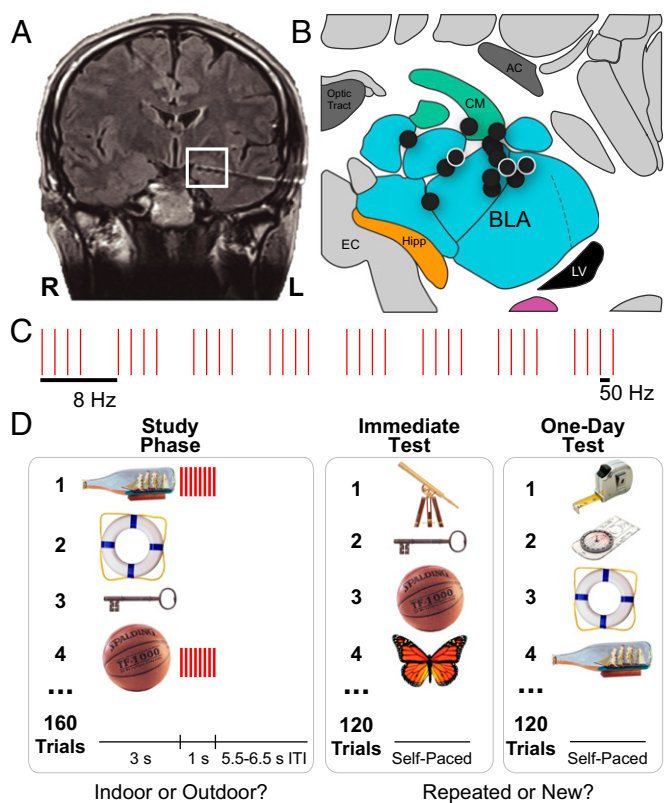 A
R
L
B
Optic
Tract
AC
CM
BLA
EC
Hipp
LV
C
8 Hz
50 Hz
D
Study
Phase
1
2
3
4
...
160
Trials
SPALDING
TF-1000
3 s
1 s
5.5-6.5 s ITI
Indoor or Outdoor?
Immediate
Test
1
2
3
4
...
120
Trials
SPALDING
TF-1000
Self-Paced
One-Day
Test
1
2
3
4
...
120
Trials
Self-Paced
Repeated or New?